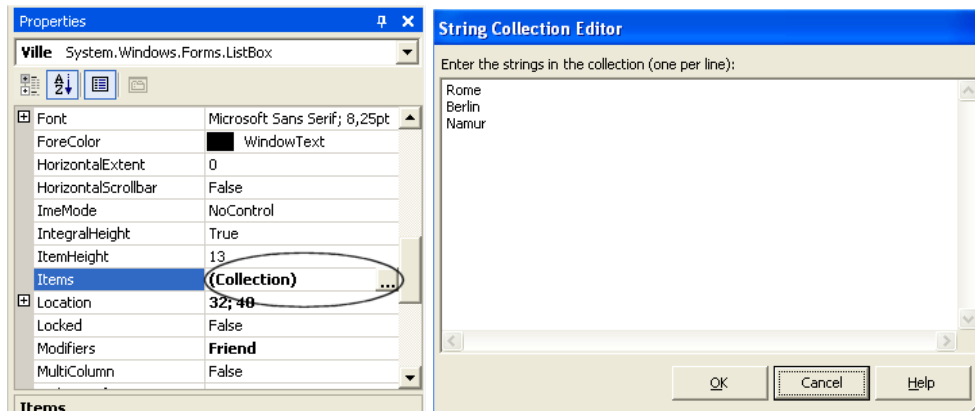 Properties
Ville System.Windows.Forms.ListBox
Font Microsoft Sans Serif; 8,25pt
ForeColor WindowText
HorizontalExtent 0
HorizontalScrollbar False
ImeMode NoControl
IntegralHeight True
ItemHeight 13
Items (Collection) ...
Location 32; 40
Locked False
Modifiers Friend
MultiColumn False
Items
String Collection Editor
Enter the strings in the collection (one per line):
Rome
Berlin
Namur
OK Cancel Help